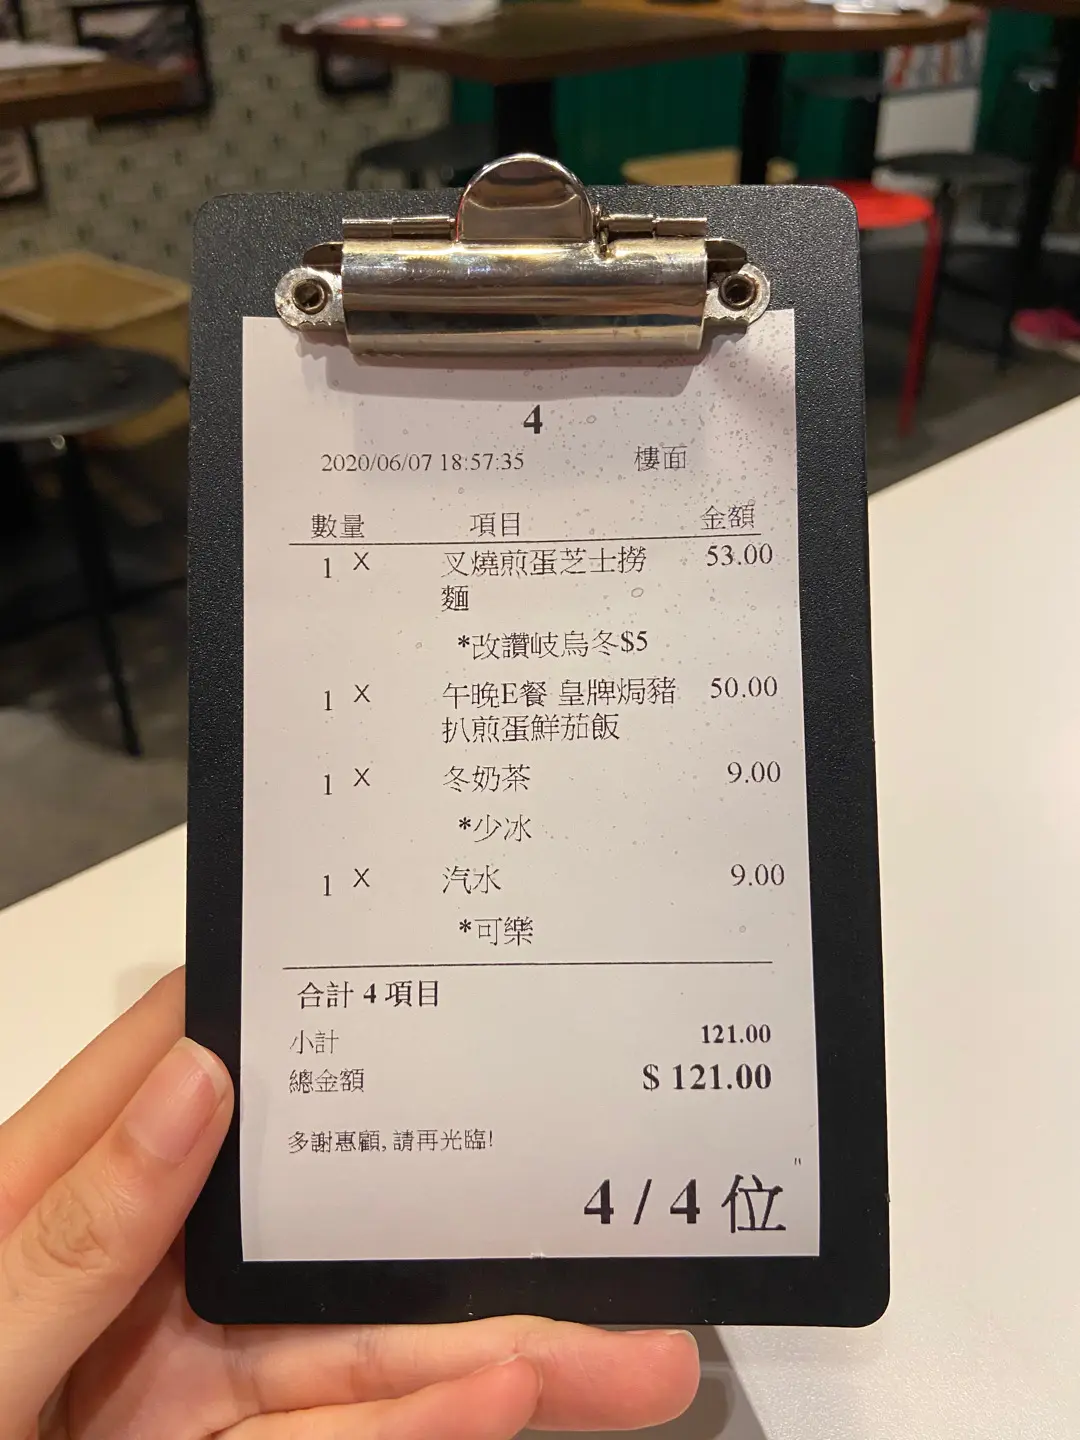 4
2020/06/07 18:57:35 樓面
數量 項目 金額
1 X 叉燒煎蛋芝士撈 53.00
麵
*改讚岐烏冬$5
1 X 午晚E餐 皇牌焗豬 50.00
扒煎蛋鮮茄飯
1 X 冬奶茶 9.00
*少冰
1 X 汽水 9.00
*可樂
合計 4 項目
小計 121.00
總金額 $ 121.00
多謝惠顧, 請再光臨!
"
4 / 4 位